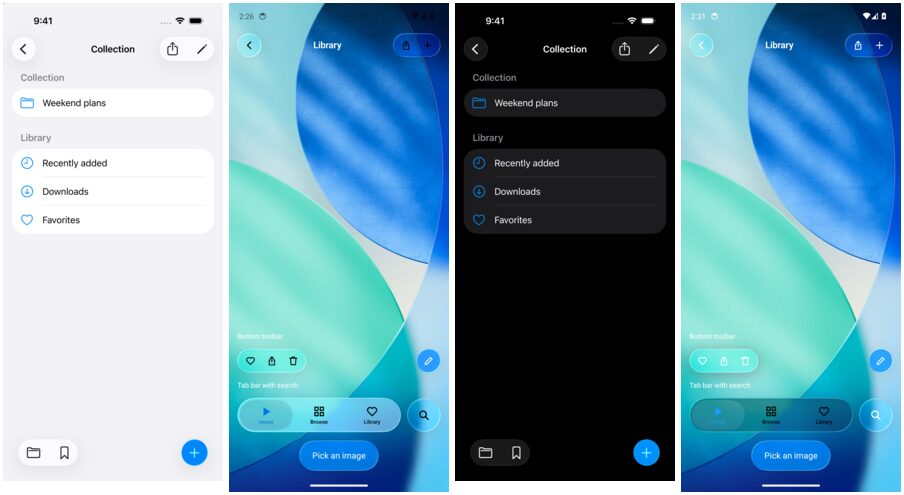 9:41
Collection
Collection
Weekend plans
Library
Recently added
Downloads
Favorites
2:26
Library
Bottom toolbar
Tab bar with search
Home
Browse
Library
Pick an image
9:41
Collection
Collection
Weekend plans
Library
Recently added
Downloads
Favorites
2:31
Library
Bottom toolbar
Tab bar with search
Home
Browse
Library
Pick an image